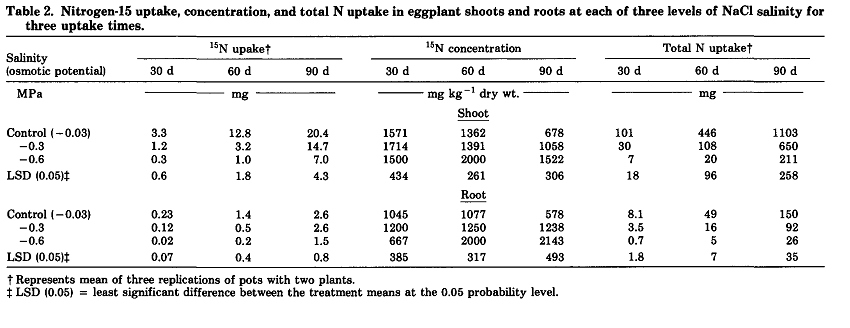 Table 2. Nitrogen-15 uptake, concentration, and total N uptake in eggplant shoots and roots at each of three levels of NaCl salinity for
three uptake times.
15N upake† 15N concentration Total N uptake†
Salinity
(osmotic potential) 30 d 60 d 90 d 30 d 60 d 90 d 30 d 60 d 90 d
MPa mg mg kg−1 dry wt. mg
Shoot
Control (−0.03) 3.3 12.8 20.4 1571 1362 678 101 446 1103
−0.3 1.2 3.2 14.7 1714 1391 1058 30 108 650
−0.6 0.3 1.0 7.0 1500 2000 1522 7 20 211
LSD (0.05)‡ 0.6 1.8 4.3 434 261 306 18 96 258
Root
Control (−0.03) 0.23 1.4 2.6 1045 1077 578 8.1 49 150
−0.3 0.12 0.5 2.6 1200 1250 1238 3.5 16 92
−0.6 0.02 0.2 1.5 667 2000 2143 0.7 5 26
LSD (0.05)‡ 0.07 0.4 0.8 385 317 493 1.8 7 35
† Represents mean of three replications of pots with two plants.
‡ LSD (0.05) = least significant difference between the treatment means at the 0.05 probability level.